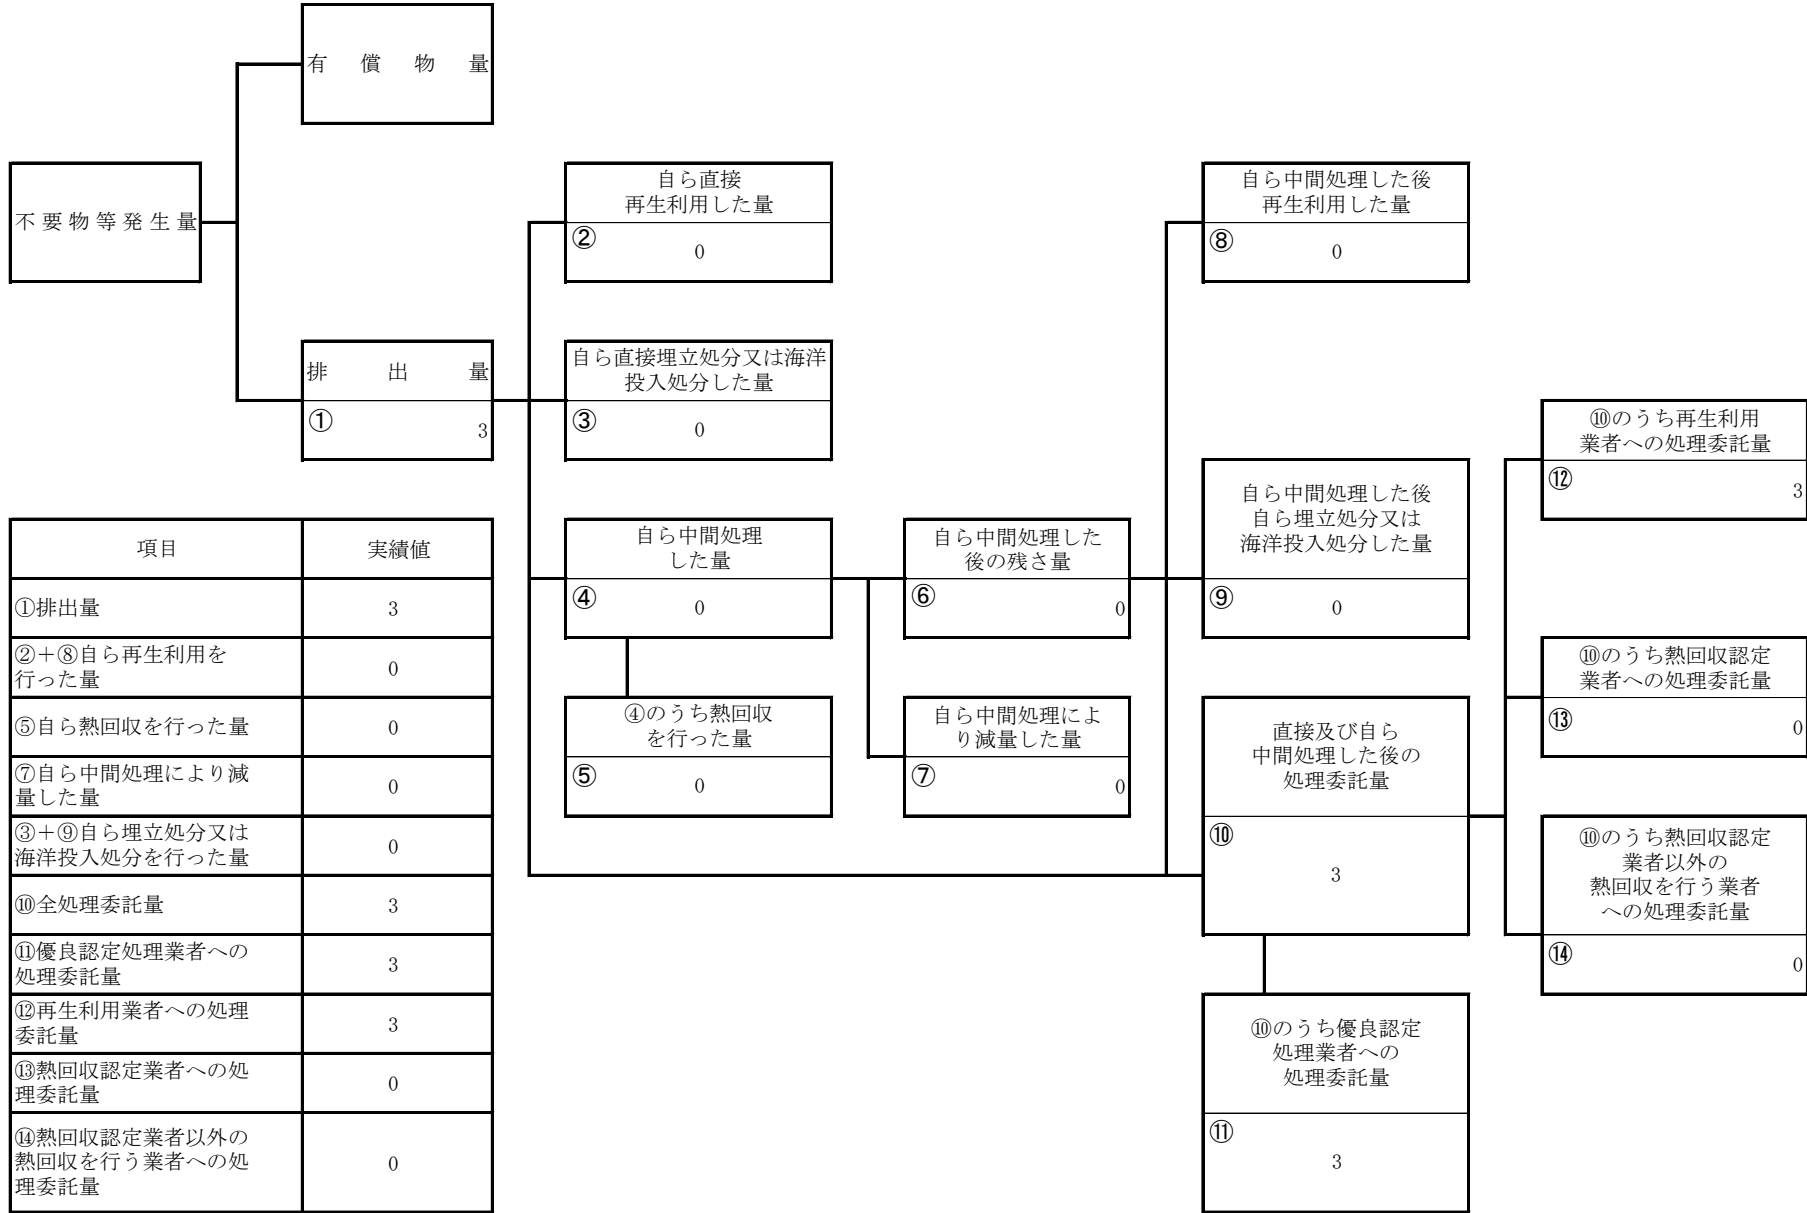 有償物量
不要物等発生量
排出量
①
3
自ら直接
再生利用した量
②
0
自ら直接埋立処分又は海洋
投入処分した量
③
0
自ら中間処理
した量
④
0
④のうち熱回収
を行った量
⑤
0
自ら中間処理した
後の残さ量
⑥
0
自ら中間処理によ
り減量した量
⑦
0
自ら中間処理した後
再生利用した量
⑧
0
自ら中間処理した後
自ら埋立処分又は
海洋投入処分した量
⑨
0
直接及び自ら
中間処理した後の
処理委託量
⑩
3
⑩のうち優良認定
処理業者への
処理委託量
⑪
3
⑩のうち再生利用
業者への処理委託量
⑫
3
⑩のうち熱回収認定
業者への処理委託量
⑬
0
⑩のうち熱回収認定
業者以外の
熱回収を行う業者
への処理委託量
⑭
0
項目 実績値
①排出量 3
②+⑧自ら再生利用を
行った量
0
⑤自ら熱回収を行った量 0
⑦自ら中間処理により減
量した量
0
③+⑨自ら埋立処分又は
海洋投入処分を行った量
0
⑩全処理委託量 3
⑪優良認定処理業者への
処理委託量
3
⑫再生利用業者への処理
委託量
3
⑬熱回収認定業者への処
理委託量
0
⑭熱回収認定業者以外の
熱回収を行う業者への処
理委託量
0